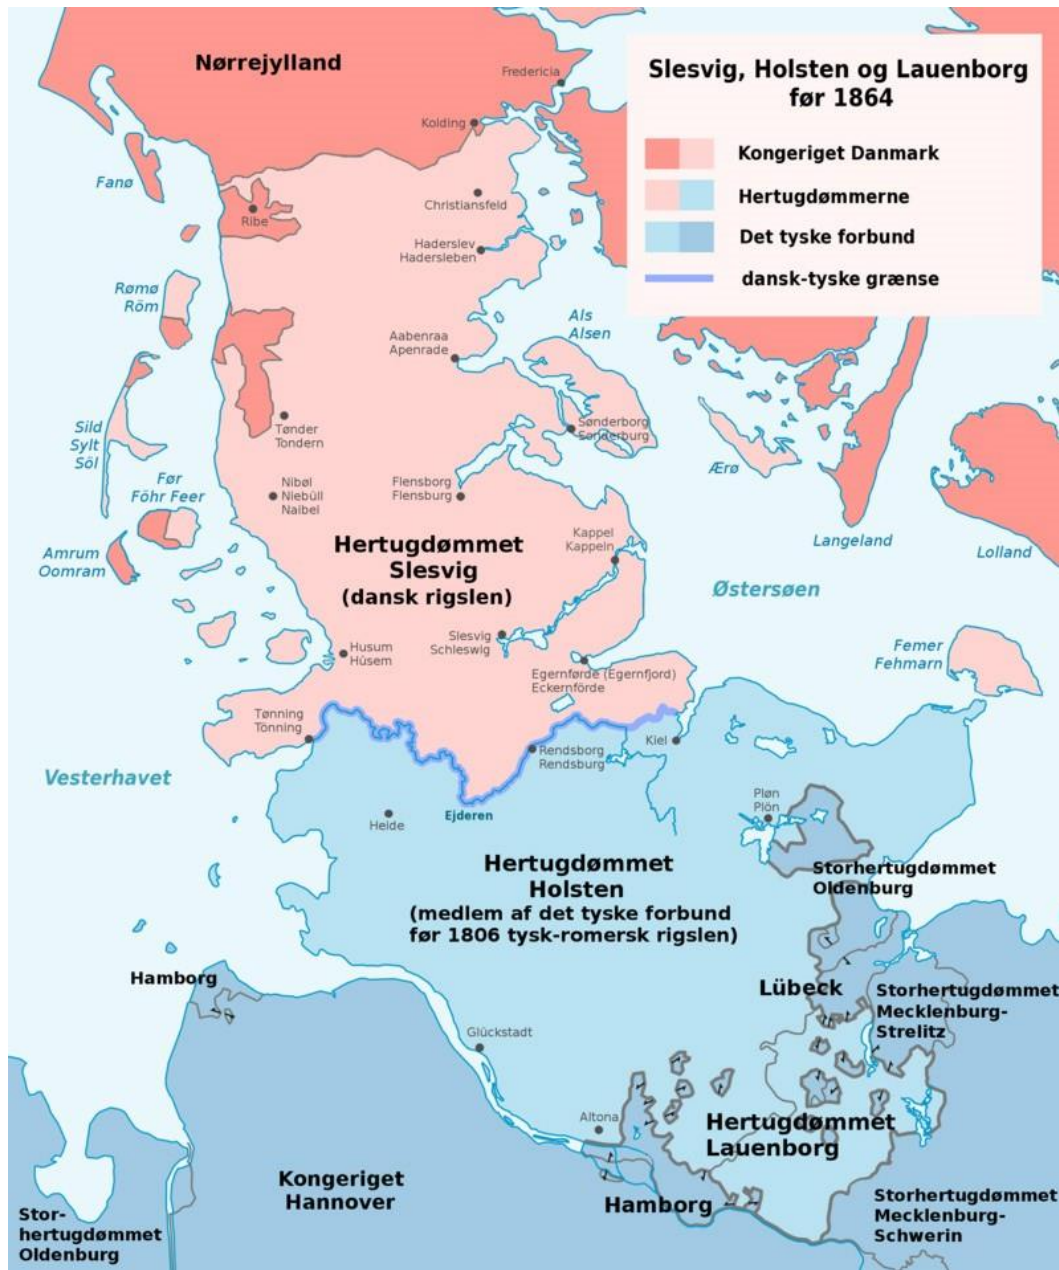 Slesvig, Holsten og Lauenborg
før 1864
Kongeriget Danmark
Hertugdømmerne
Det tyske forbund
dansk-tyske grænse
Nørrejylland
Fredericia
Kolding
Fanø
Christiansfeld
Ribe
Haderslev
Hadersleben
Rømø
Röm
Als
Alsen
Aabenraa
Apenrade
Sild
Sylt
Söl
Tønder
Tondern
Sønderborg
Sonderburg
Ærø
Langeland
Lolland
Før
Föhr Feer
Nibøl
Niebüll
Naibel
Flensborg
Flensburg
Amrum
Oomram
Hertugdømmet
Slesvig
(dansk rigslen)
Kappel
Kappeln
Østersøen
Slesvig
Schleswig
Husum
Hüsem
Femer
Fehmarn
Egernførde (Egernfjord)
Eckernförde
Tønning
Tönning
Kiel
Rendsborg
Rendsburg
Vesterhavet
Heide
Ejderen
Pløn
Plön
Hertugdømmet
Holsten
(medlem af det tyske forbund
før 1806 tysk-romersk rigslen)
Storhertugdømmet
Oldenburg
Hamborg
Lübeck
Storhertugdømmet
Mecklenburg-
Strelitz
Glückstadt
Altona
Hertugdømmet
Lauenborg
Kongeriget
Hannover
Hamborg
Storhertugdømmet
Mecklenburg-
Schwerin
Stor-
hertugdømmet
Oldenburg